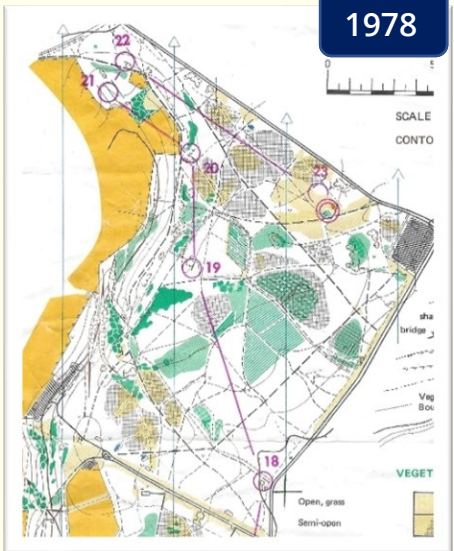 1978
22
0
5
21
SCALE
CONTO
23
20
19
sha
bridge
Veg
Bou
18
VEGET
Open, grass
Semi-open